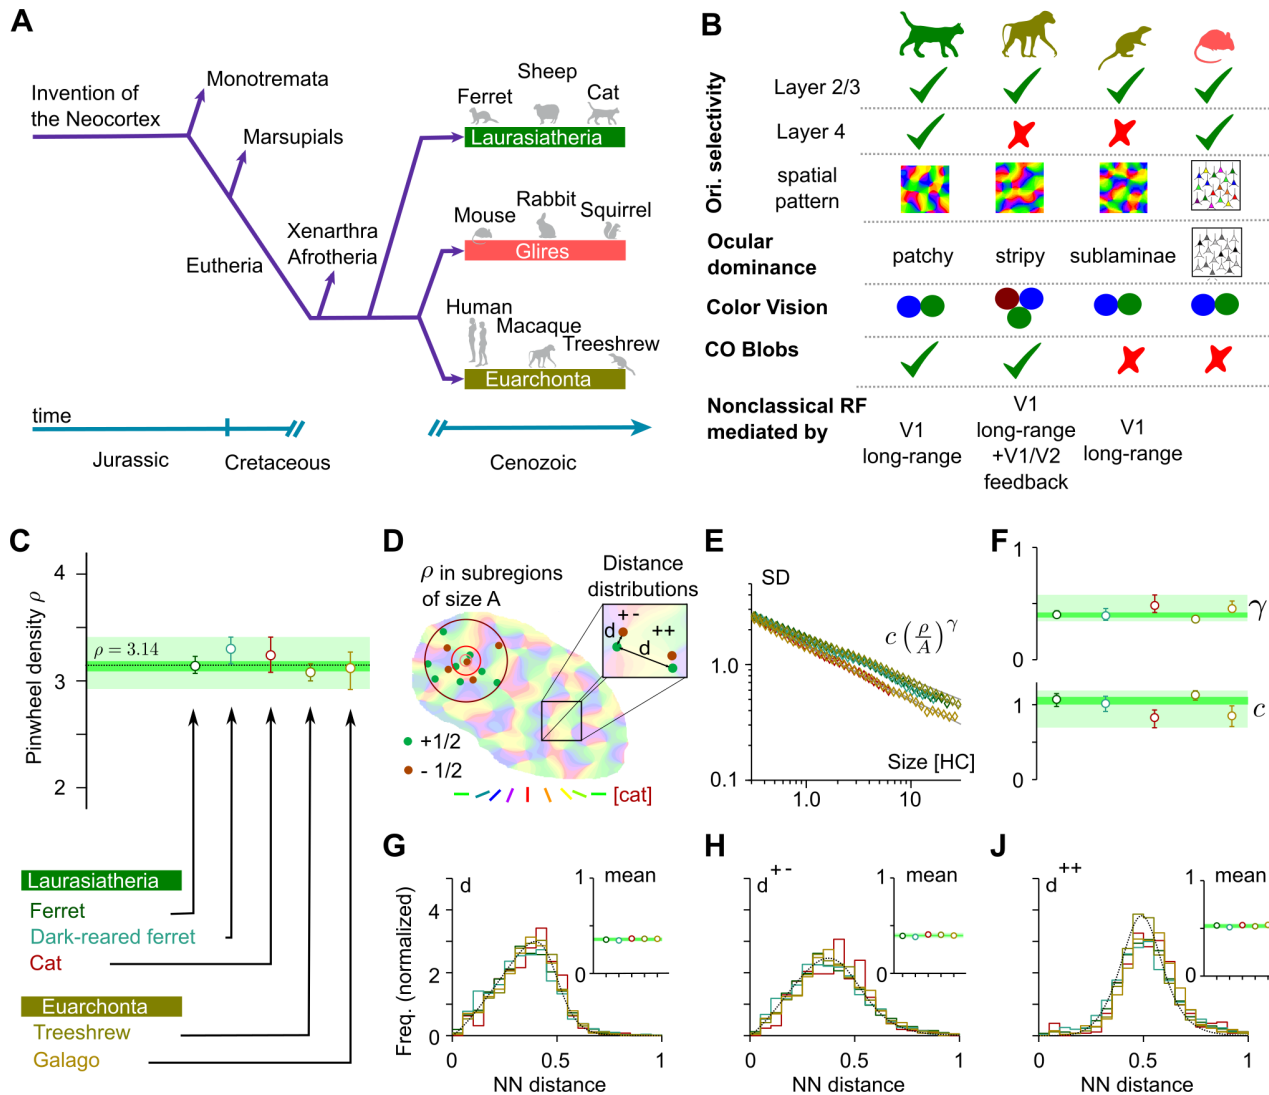 A
Invention of
the Neocortex
Monotremata
Marsupials
Eutheria
Xenarthra
Afrotheria
Ferret
Sheep
Cat
Laurasiatheria
Mouse
Rabbit
Squirrel
Glires
Human
Macaque
Treeshrew
Euarchonta
time
Jurassic
Cretaceous
Cenozoic
B
Ori. selectivity
Layer 2/3
Layer 4
spatial
pattern
Ocular
dominance
patchy
stripy
sublaminae
Color Vision
CO Blobs
Nonclassical RF
mediated by
V1
long-range
V1
long-range
+V1/V2
feedback
V1
long-range
C
Pinwheel density ρ
4
3
2
ρ = 3.14
Laurasiatheria
Ferret
Dark-reared ferret
Cat
Euarchonta
Treeshrew
Galago
D
ρ in subregions
of size A
Distance
distributions
+-
d
++
d
+1/2
- 1/2
[cat]
E
SD
c (ρ/A)^γ
1.0
0.1
Size [HC]
1.0
10
F
1
0
γ
1
0
c
G
d
Freq. (normalized)
4
2
0
0
0.5
1
NN distance
1
0
mean
H
d+-
0
0.5
1
NN distance
1
0
mean
J
d++
0
0.5
1
NN distance
1
0
mean